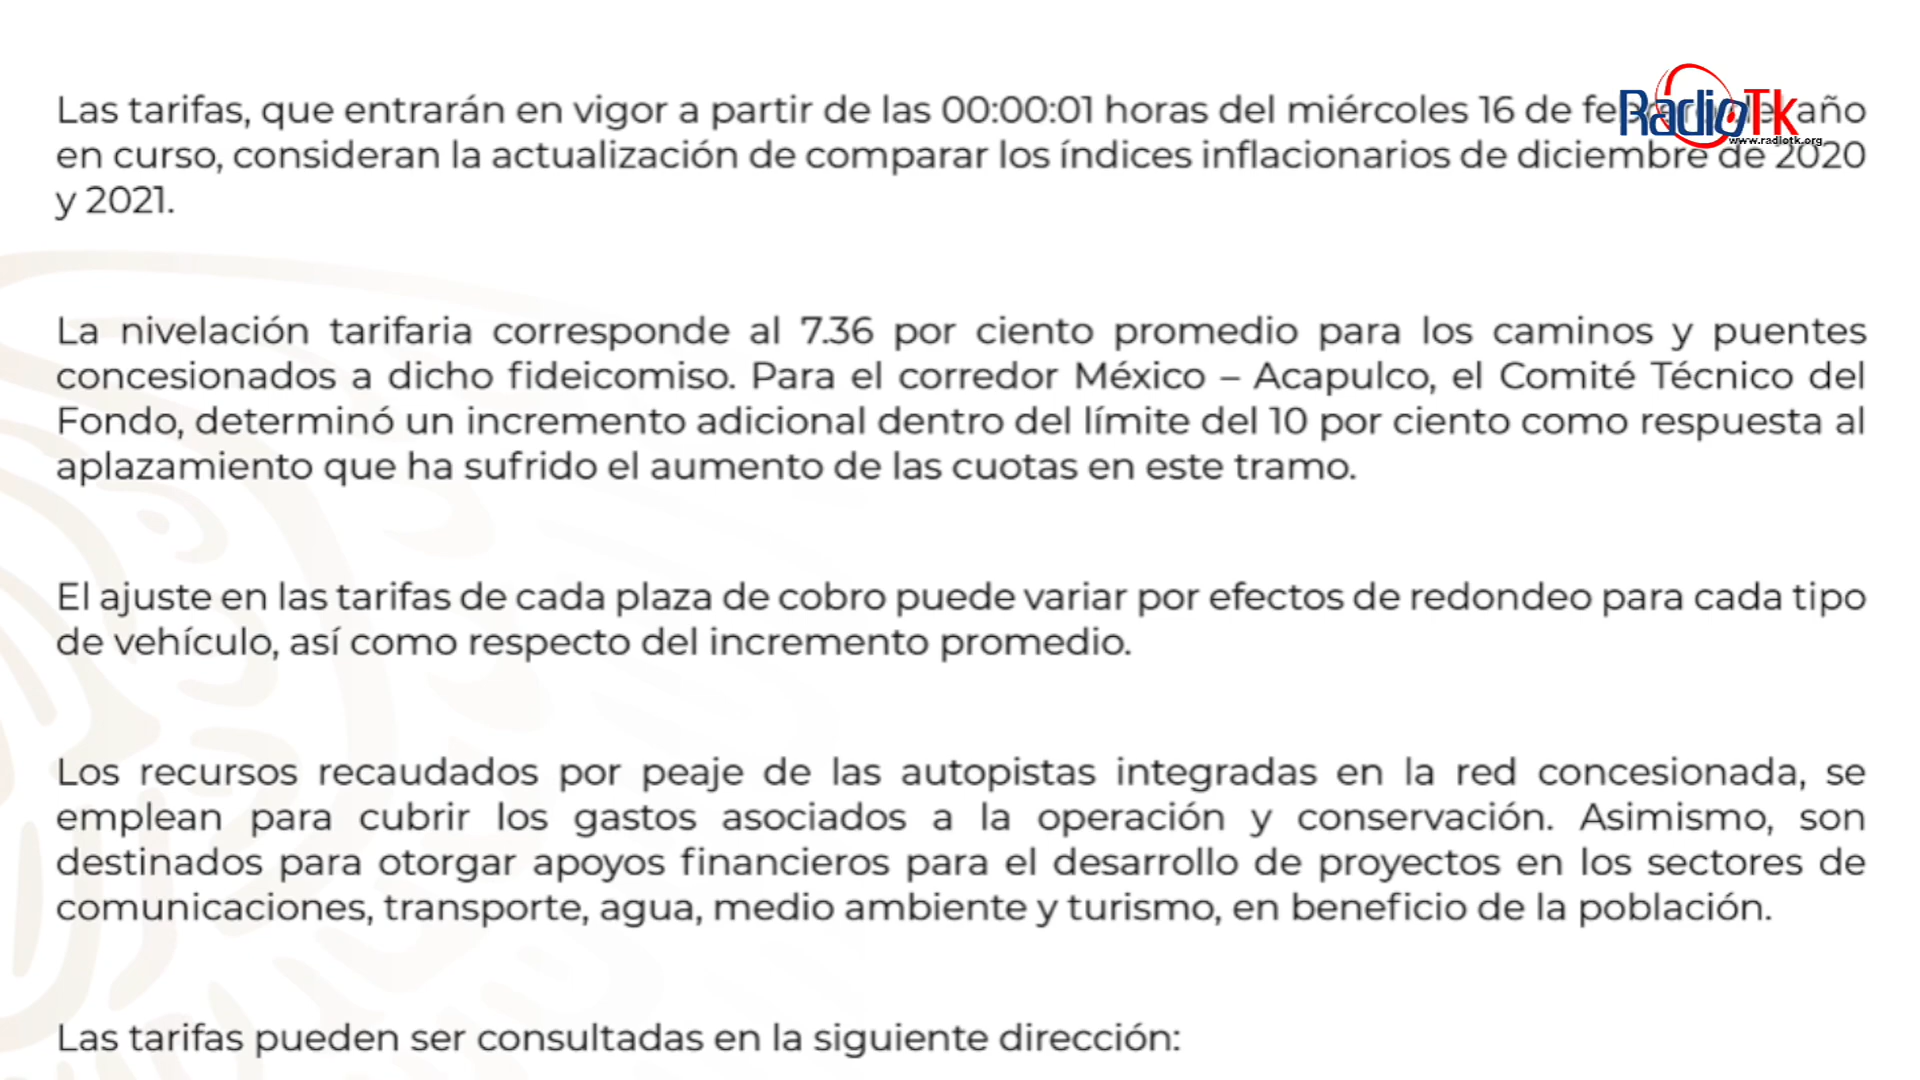 Las tarifas, que entrarán en vigor a partir de las 00:00:01 horas del miércoles 16 de año
en curso, consideran la actualización de comparar los índices inflacionarios de diciembre de 2020
y 2021.
RadioTk
www.radiotk.org
La nivelación tarifaria corresponde al 7.36 por ciento promedio para los caminos y puentes
concesionados a dicho fideicomiso. Para el corredor México – Acapulco, el Comité Técnico del
Fondo, determinó un incremento adicional dentro del límite del 10 por ciento como respuesta al
aplazamiento que ha sufrido el aumento de las cuotas en este tramo.
El ajuste en las tarifas de cada plaza de cobro puede variar por efectos de redondeo para cada tipo
de vehículo, así como respecto del incremento promedio.
Los recursos recaudados por peaje de las autopistas integradas en la red concesionada, se
emplean para cubrir los gastos asociados a la operación y conservación. Asimismo, son
destinados para otorgar apoyos financieros para el desarrollo de proyectos en los sectores de
comunicaciones, transporte, agua, medio ambiente y turismo, en beneficio de la población.
Las tarifas pueden ser consultadas en la siguiente dirección: